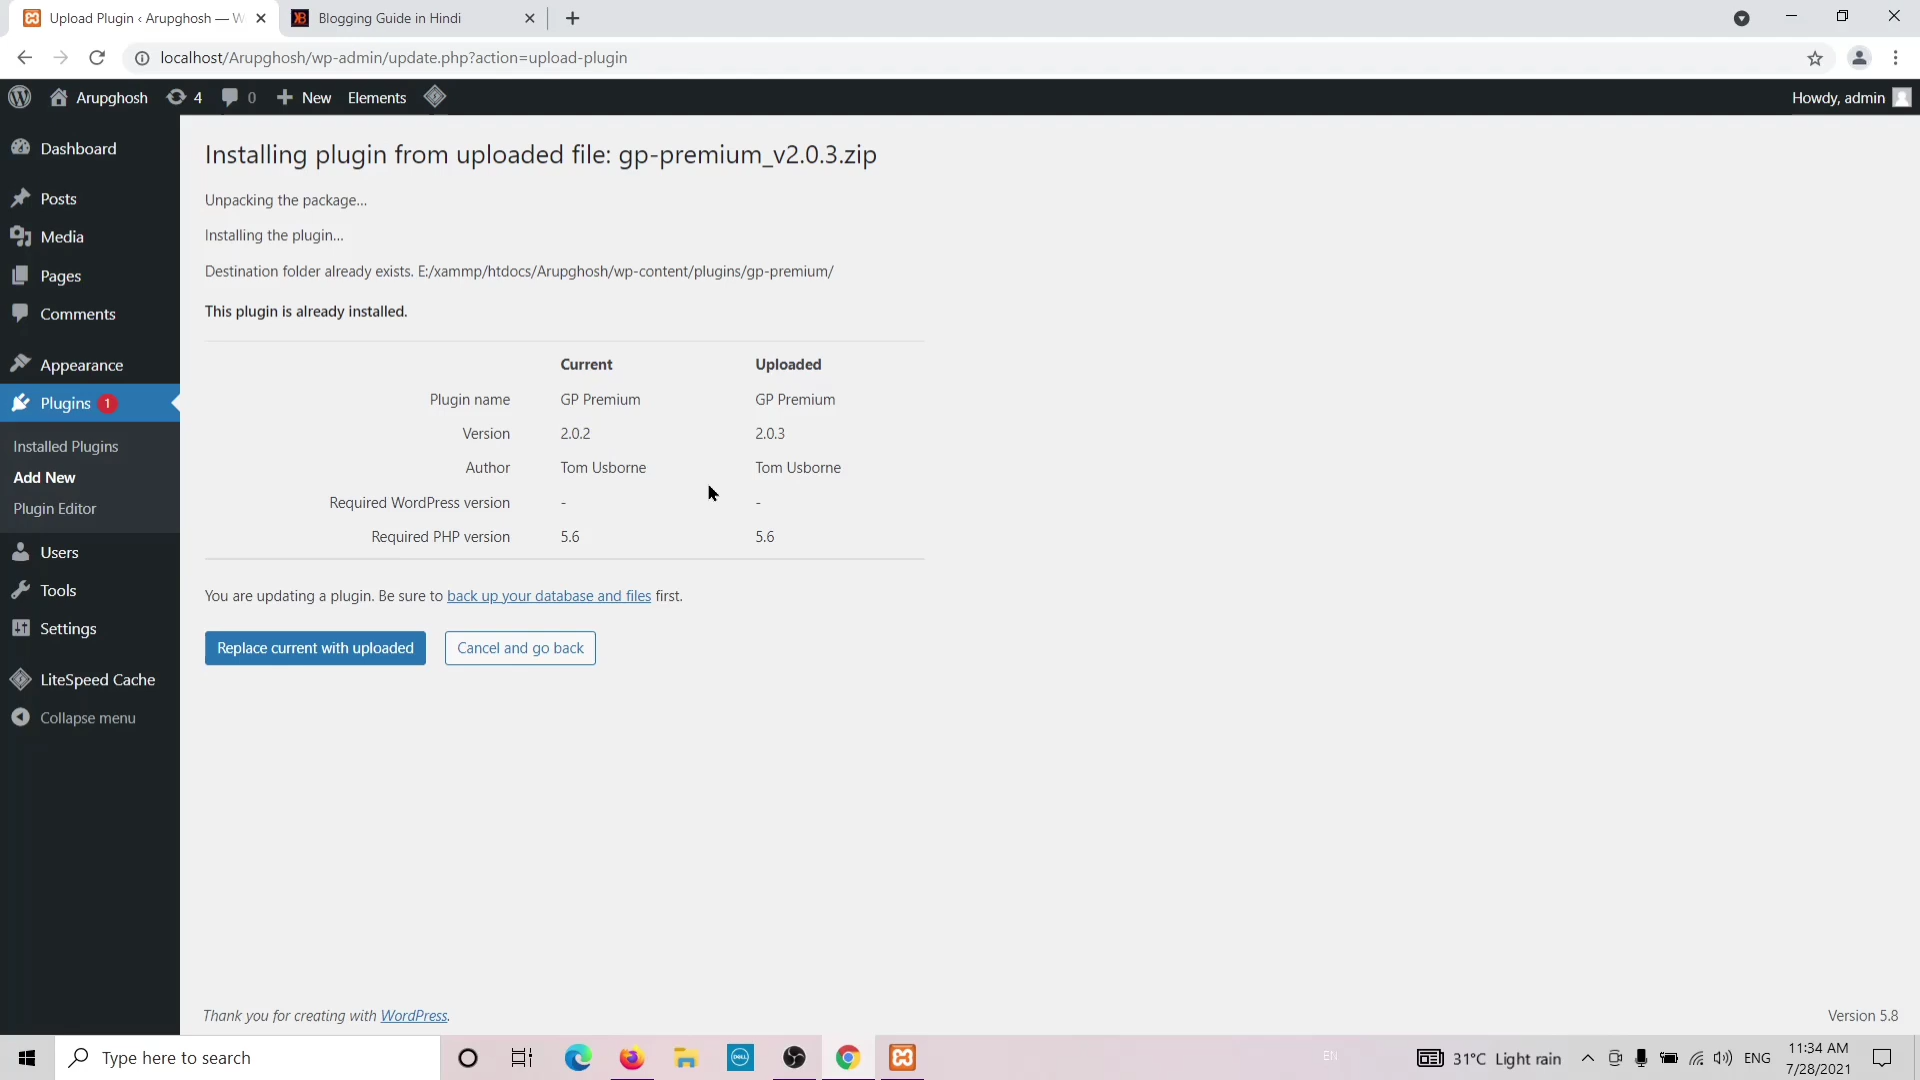 Upload Plugin ‹ Arupghosh — W
Blogging Guide in Hindi
localhost/Arupghosh/wp-admin/update.php?action=upload-plugin
Arupghosh 4 0 New Elements Howdy, admin
Dashboard
Posts
Media
Pages
Comments
Appearance
Plugins 1
Installed Plugins
Add New
Plugin Editor
Users
Tools
Settings
LiteSpeed Cache
Collapse menu
Installing plugin from uploaded file: gp-premium_v2.0.3.zip
Unpacking the package…
Installing the plugin…
Destination folder already exists. E:/xammp/htdocs/Arupghosh/wp-content/plugins/gp-premium/
This plugin is already installed.
Current Uploaded
Plugin name GP Premium GP Premium
Version 2.0.2 2.0.3
Author Tom Usborne Tom Usborne
Required WordPress version - -
Required PHP version 5.6 5.6
You are updating a plugin. Be sure to back up your database and files first.
Replace current with uploaded Cancel and go back
Thank you for creating with WordPress. Version 5.8
Type here to search
DELL
EN
31°C Light rain
ENG
11:34 AM
7/28/2021